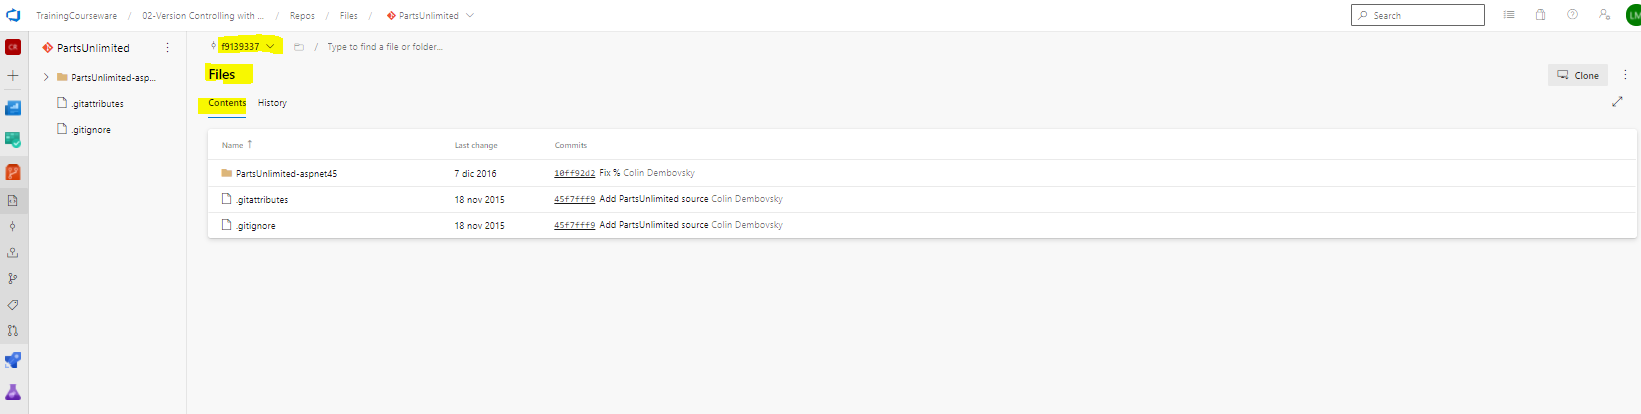 TrainingCourseware / 02-Version Controlling with ... / Repos / Files / PartsUnlimited
Search
LM
CR
PartsUnlimited
PartsUnlimited-asp...
.gitattributes
.gitignore
f9139337 / Type to find a file or folder...
Files
Clone
Contents History
Name ↑ Last change Commits
PartsUnlimited-aspnet45 7 dic 2016 10ff92d2 Fix % Colin Dembovsky
.gitattributes 18 nov 2015 45f7fff9 Add PartsUnlimited source Colin Dembovsky
.gitignore 18 nov 2015 45f7fff9 Add PartsUnlimited source Colin Dembovsky